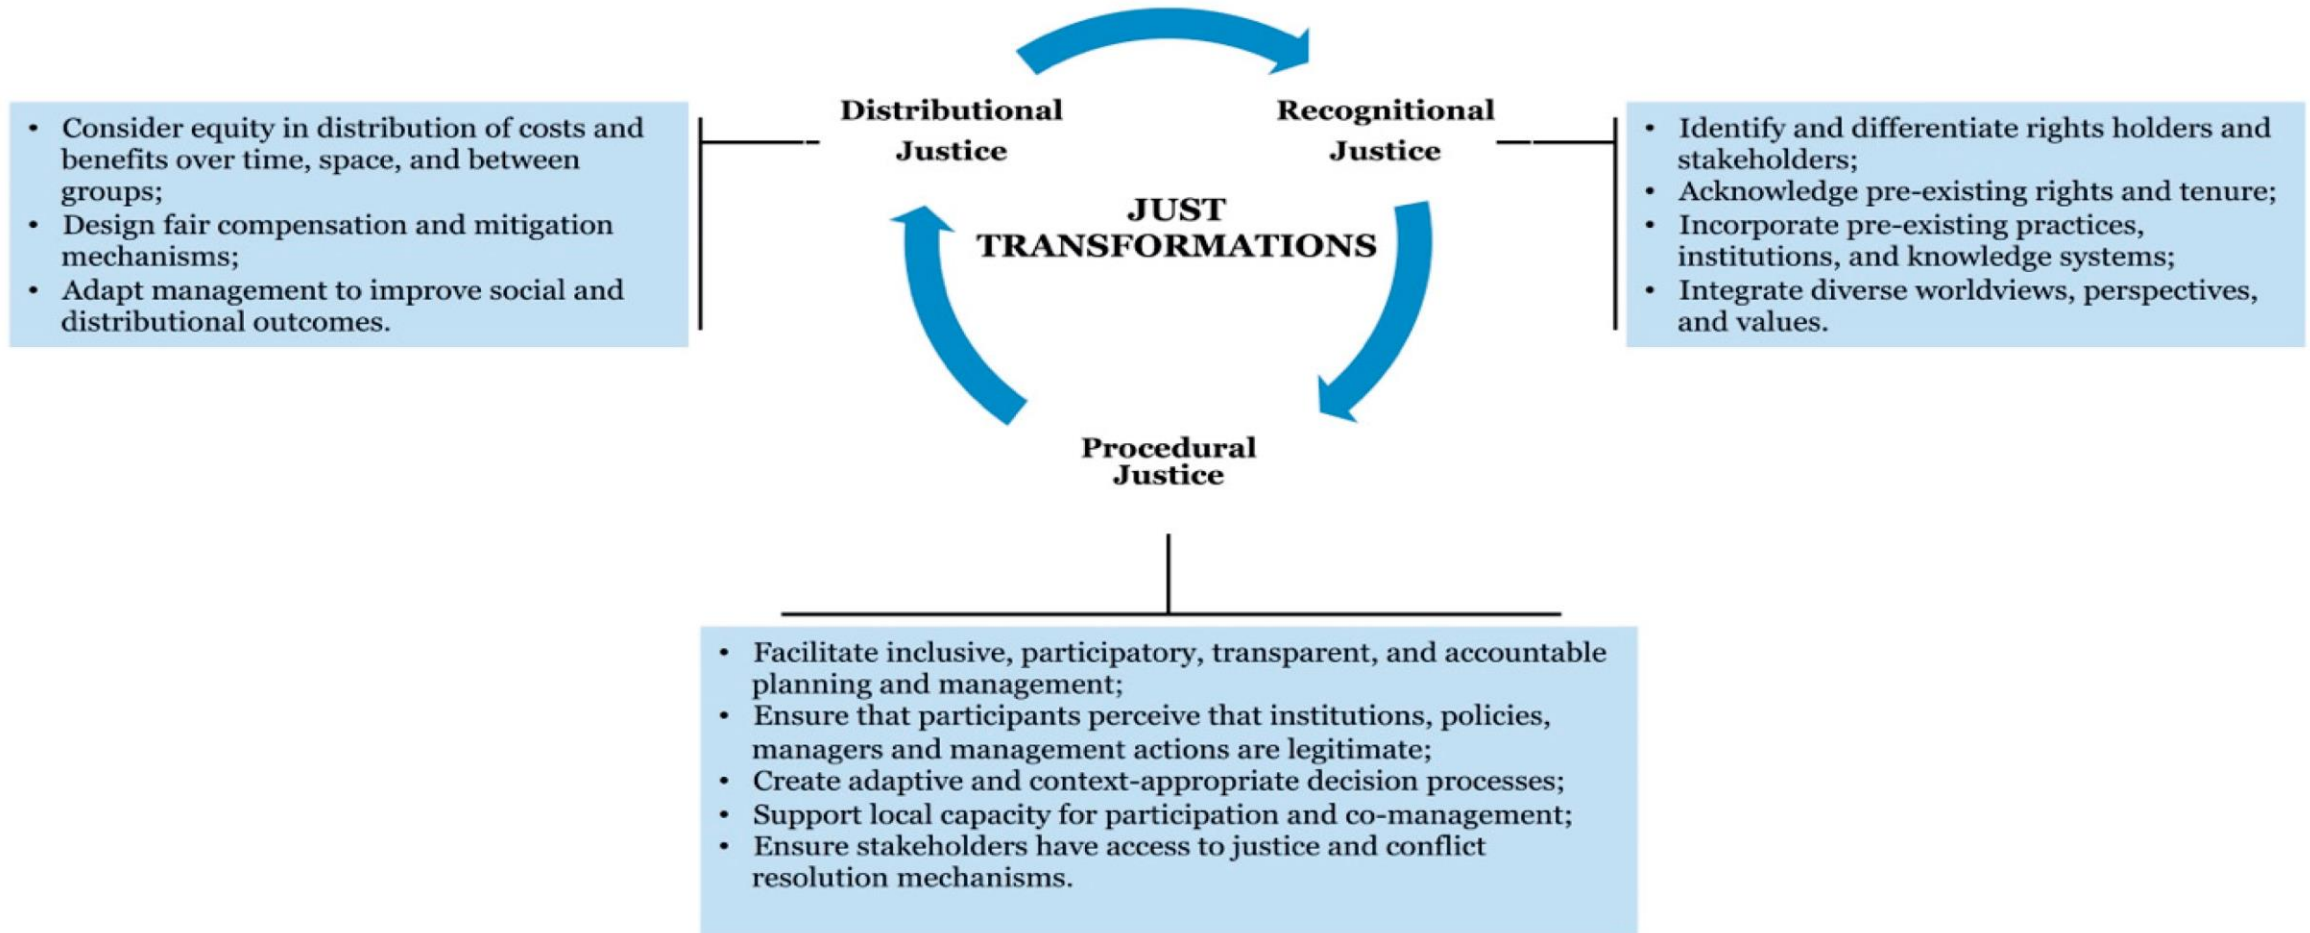 Distributional
Justice
Recognitional
Justice
JUST
TRANSFORMATIONS
Procedural
Justice
• Consider equity in distribution of costs and
benefits over time, space, and between
groups;
• Design fair compensation and mitigation
mechanisms;
• Adapt management to improve social and
distributional outcomes.
• Identify and differentiate rights holders and
stakeholders;
• Acknowledge pre-existing rights and tenure;
• Incorporate pre-existing practices,
institutions, and knowledge systems;
• Integrate diverse worldviews, perspectives,
and values.
• Facilitate inclusive, participatory, transparent, and accountable
planning and management;
• Ensure that participants perceive that institutions, policies,
managers and management actions are legitimate;
• Create adaptive and context-appropriate decision processes;
• Support local capacity for participation and co-management;
• Ensure stakeholders have access to justice and conflict
resolution mechanisms.